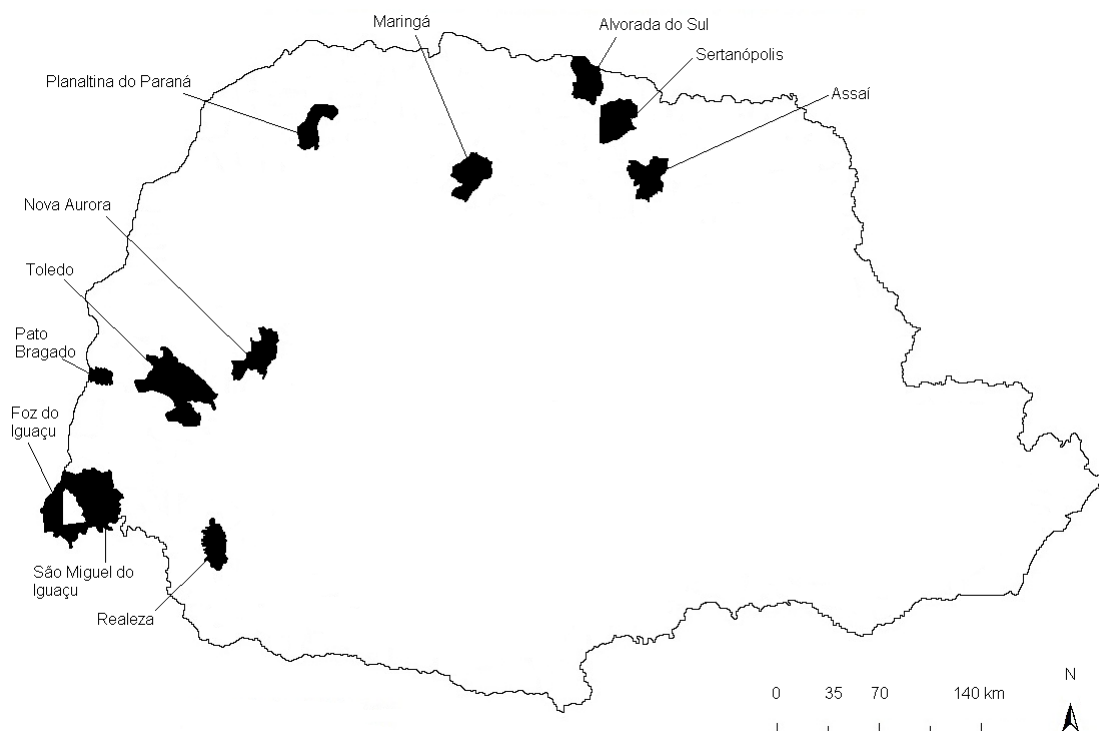 Maringá
Alvorada do Sul
Sertanópolis
Planaltina do Paraná
Assaí
Nova Aurora
Toledo
Pato
Bragado
Foz do
Iguaçu
São Miguel do
Iguaçu
Realeza
N
0 35 70 140 km